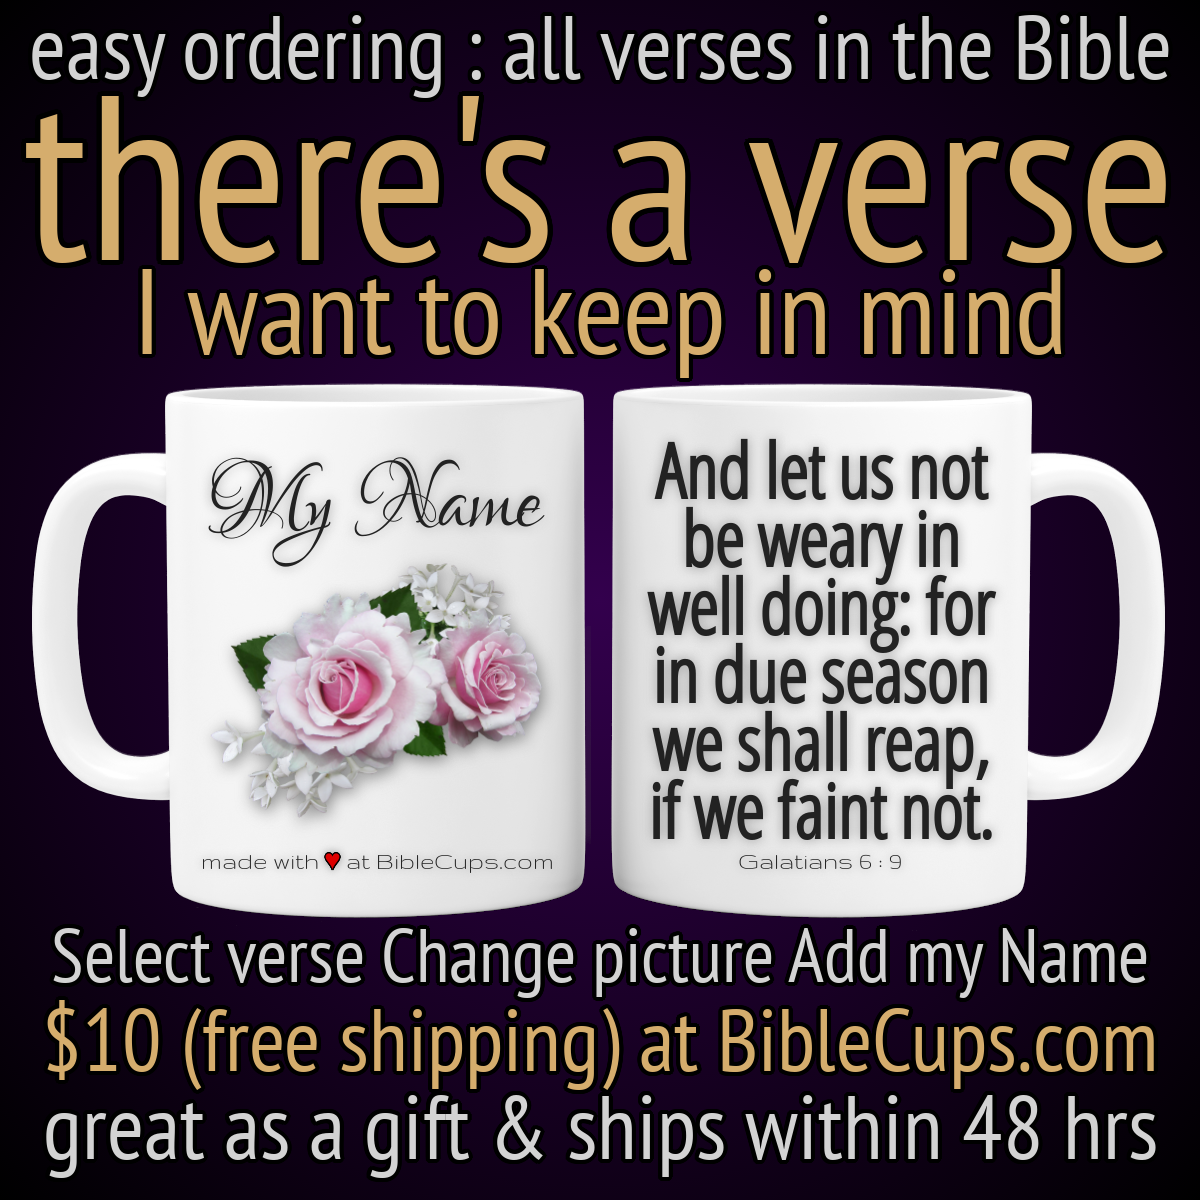 easy ordering : all verses in the Bible
there's a verse
I want to keep in mind
My Name
made with ♥ at BibleCups.com
And let us not
be weary in
well doing: for
in due season
we shall reap,
if we faint not.
Galatians 6 : 9
Select verse Change picture Add my Name
$10 (free shipping) at BibleCups.com
great as a gift & ships within 48 hrs